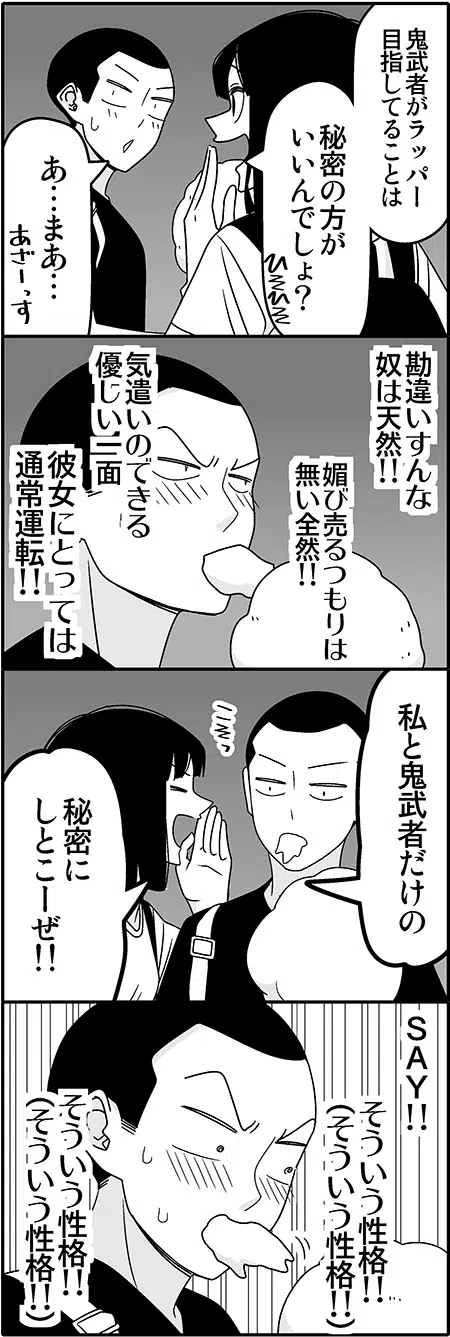 鬼武者がラッパー
目指してることは
秘密の方が
いいんでしょ?
ひそひそ
あ…まあ…
あざーっす
勘違いすんな
奴は天然!!
媚び売るつもりは
無い全然!!
気遣いのできる
優しい一面
彼女にとっては
通常運転!!
私と鬼武者だけの
秘密に
しとこーぜ!!
SAY!!
そういう性格!!
(そういう性格!!)
そういう性格!!
(そういう性格!!)